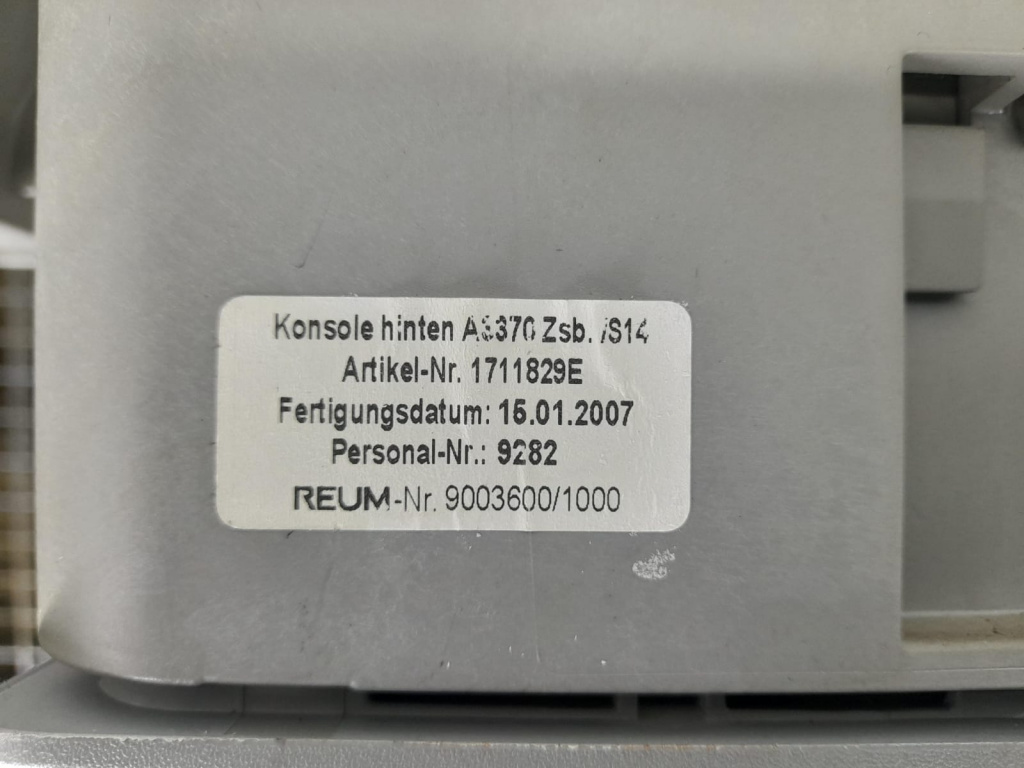 Konsole hinten Zsb. /S14
Artikel-Nr. 1711829E
Fertigungsdatum: 15.01.2007
Personal-Nr.: 9282
REUM-Nr. 9003600/1000